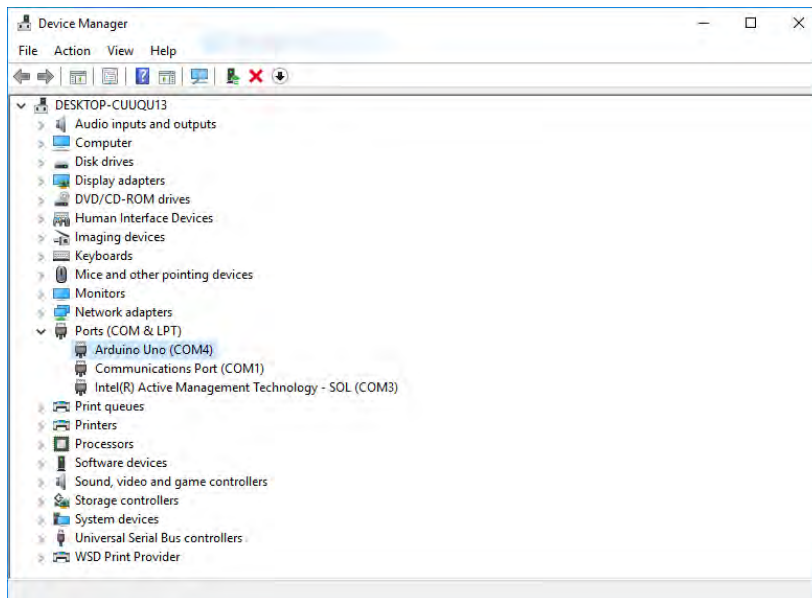 Device Manager
File Action View Help
DESKTOP-CUUQU13
Audio inputs and outputs
Computer
Disk drives
Display adapters
DVD/CD-ROM drives
Human Interface Devices
Imaging devices
Keyboards
Mice and other pointing devices
Monitors
Network adapters
Ports (COM & LPT)
Arduino Uno (COM4)
Communications Port (COM1)
Intel(R) Active Management Technology - SOL (COM3)
Print queues
Printers
Processors
Software devices
Sound, video and game controllers
Storage controllers
System devices
Universal Serial Bus controllers
WSD Print Provider